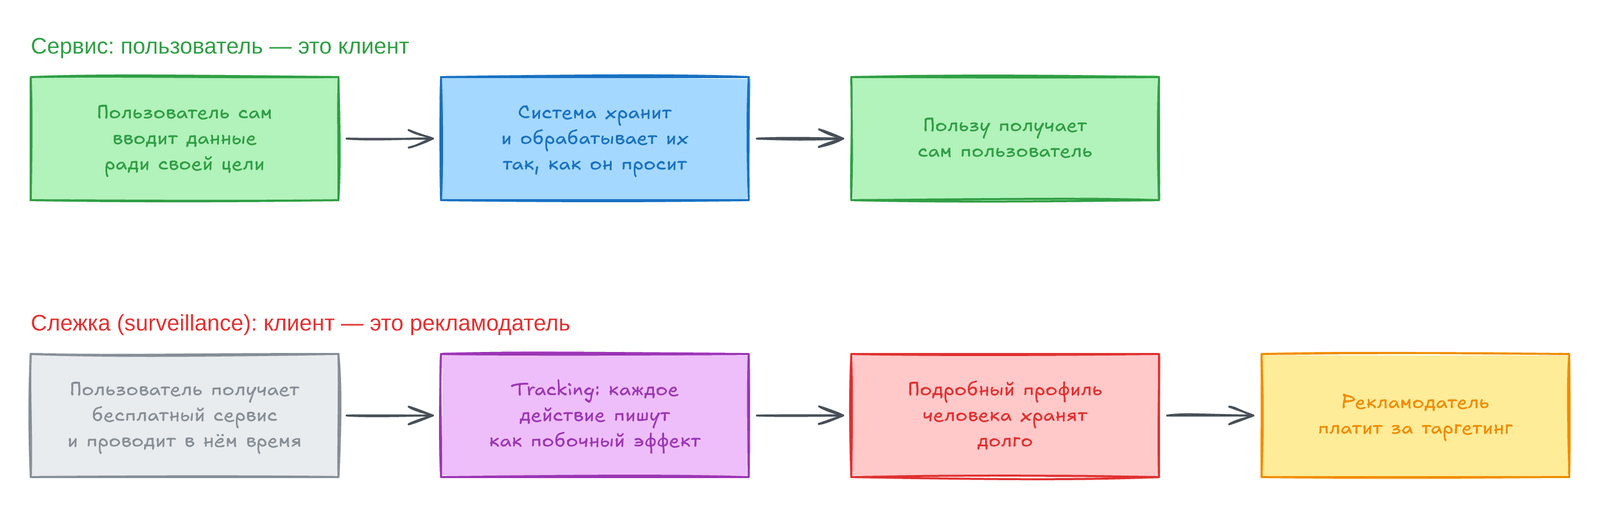 Сервис: пользователь — это клиент
Пользователь сам
вводит данные
ради своей цели
Система хранит
и обрабатывает их
так, как он просит
Пользу получает
сам пользователь
Слежка (surveillance): клиент — это рекламодатель
Пользователь получает
бесплатный сервис
и проводит в нём время
Tracking: каждое
действие пишут
как побочный эффект
Подробный профиль
человека хранят
долго
Рекламодатель
платит за таргетинг